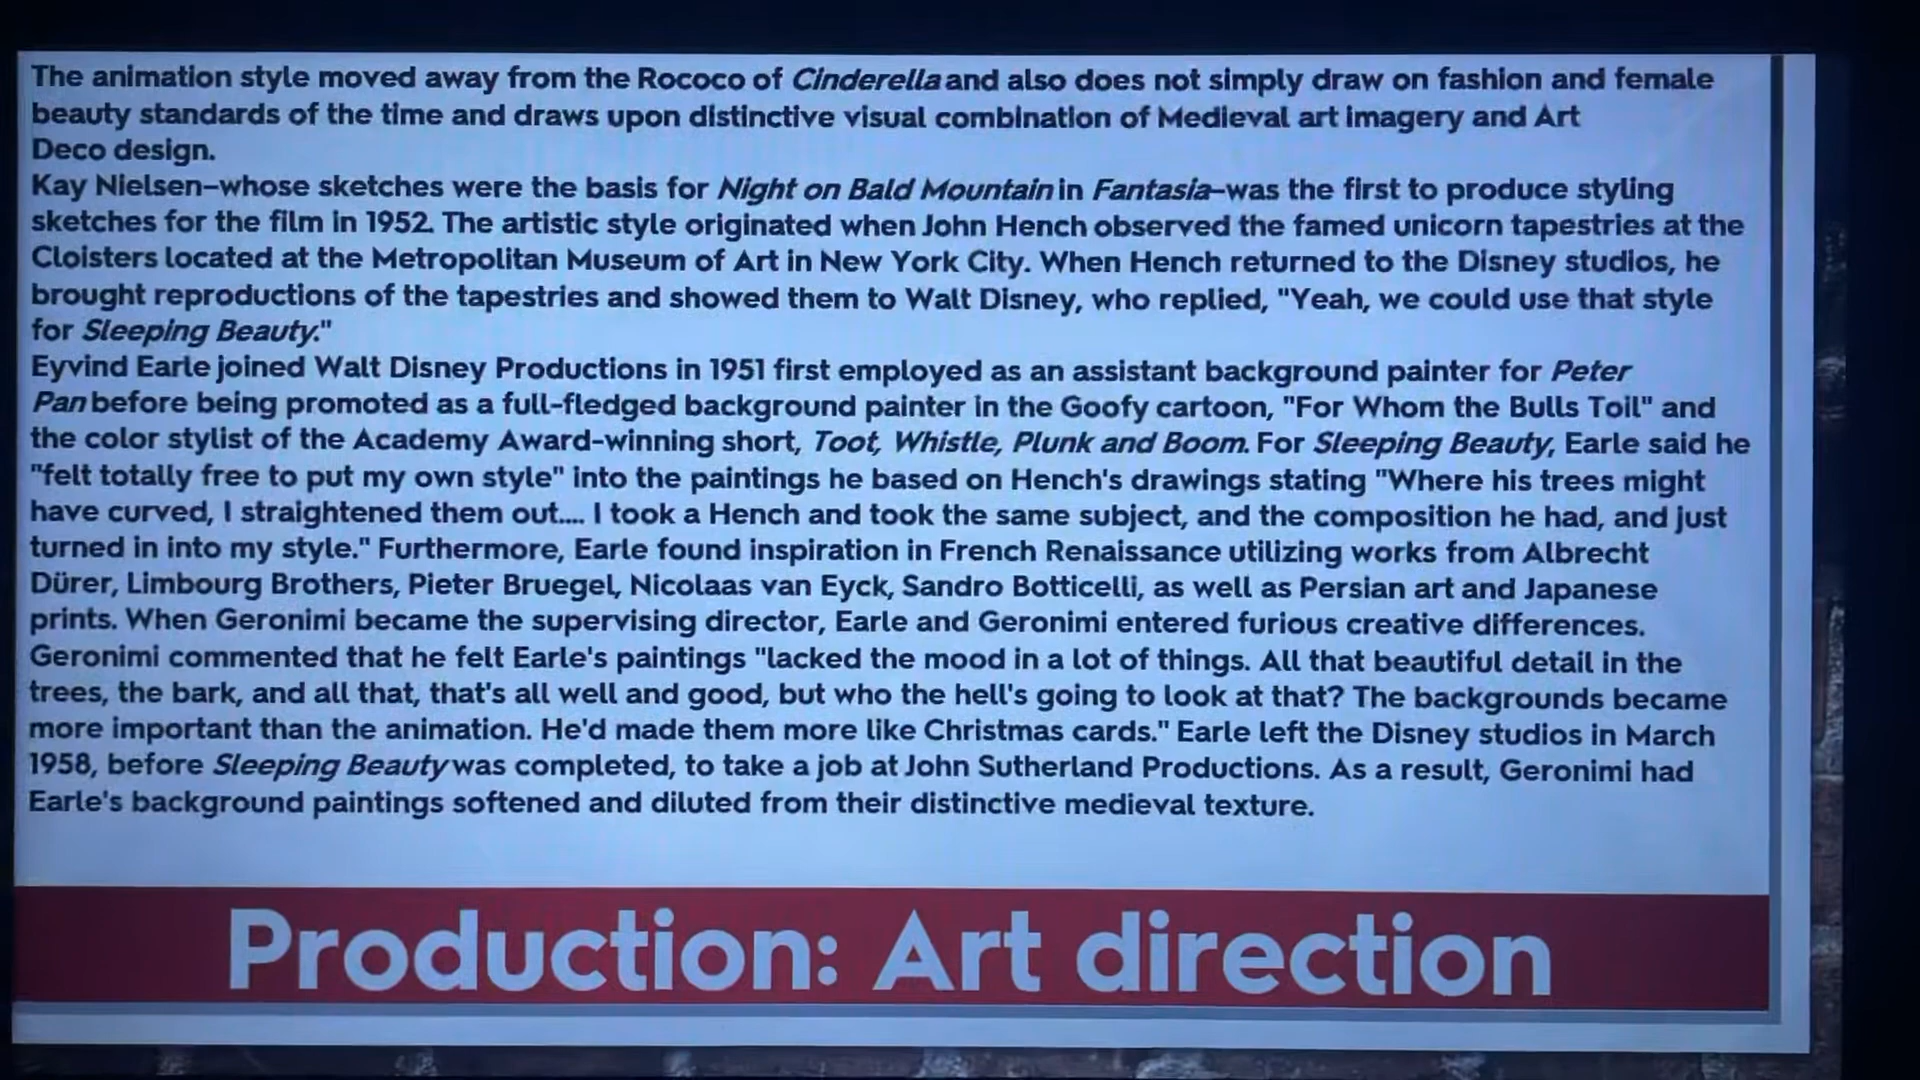 The animation style moved away from the Rococo of Cinderella and also does not simply draw on fashion and female
beauty standards of the time and draws upon distinctive visual combination of Medieval art imagery and Art
Deco design.
Kay Nielsen–whose sketches were the basis for Night on Bald Mountain in Fantasia–was the first to produce styling
sketches for the film in 1952. The artistic style originated when John Hench observed the famed unicorn tapestries at the
Cloisters located at the Metropolitan Museum of Art in New York City. When Hench returned to the Disney studios, he
brought reproductions of the tapestries and showed them to Walt Disney, who replied, "Yeah, we could use that style
for Sleeping Beauty."
Eyvind Earle joined Walt Disney Productions in 1951 first employed as an assistant background painter for Peter
Pan before being promoted as a full-fledged background painter in the Goofy cartoon, "For Whom the Bulls Toil" and
the color stylist of the Academy Award-winning short, Toot, Whistle, Plunk and Boom. For Sleeping Beauty, Earle said he
"felt totally free to put my own style" into the paintings he based on Hench's drawings stating "Where his trees might
have curved, I straightened them out.... I took a Hench and took the same subject, and the composition he had, and just
turned in into my style." Furthermore, Earle found inspiration in French Renaissance utilizing works from Albrecht
Dürer, Limbourg Brothers, Pieter Bruegel, Nicolaas van Eyck, Sandro Botticelli, as well as Persian art and Japanese
prints. When Geronimi became the supervising director, Earle and Geronimi entered furious creative differences.
Geronimi commented that he felt Earle's paintings "lacked the mood in a lot of things. All that beautiful detail in the
trees, the bark, and all that, that's all well and good, but who the hell's going to look at that? The backgrounds became
more important than the animation. He'd made them more like Christmas cards." Earle left the Disney studios in March
1958, before Sleeping Beauty was completed, to take a job at John Sutherland Productions. As a result, Geronimi had
Earle's background paintings softened and diluted from their distinctive medieval texture.
Production: Art direction